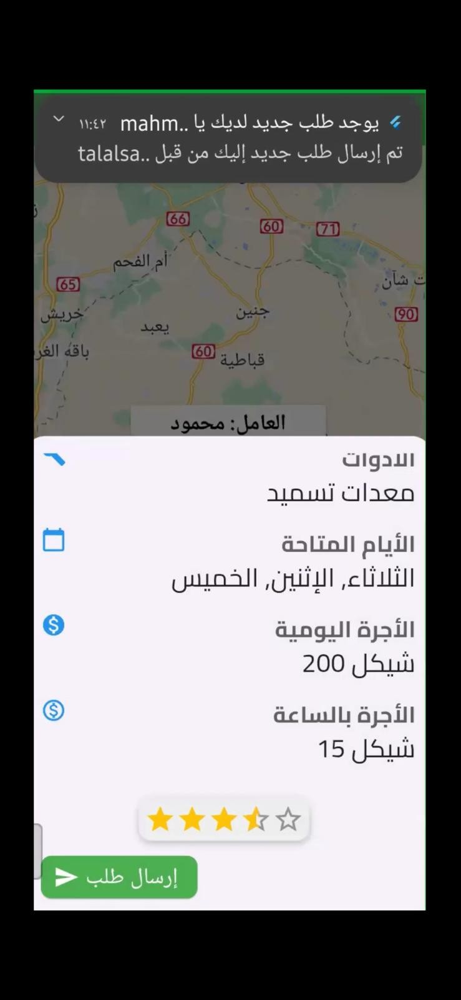 يوجد طلب جديد لديك يا ..mahm ١١:٤٢
تم إرسال طلب جديد إليك من قبل ..talalsa
66
60
71
أم الفحم
65
ت شآن
خريش
جنين
90
يعبد
باقه الغر
60
قباطية
العامل: محمود
الادوات
معدات تسميد
الأيام المتاحة
الثلاثاء, الإثنين, الخميس
الأجرة اليومية
شيكل 200
الأجرة بالساعة
شيكل 15
إرسال طلب